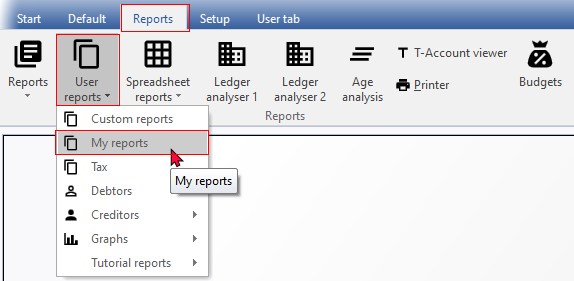 Start Default Reports Setup User tab
Reports
User
reports
Spreadsheet
reports
Ledger
analyser 1
Ledger
analyser 2
Age
analysis
T T-Account viewer
Printer
Budgets
Reports
Custom reports
My reports
Tax
My reports
Debtors
Creditors
Graphs
Tutorial reports